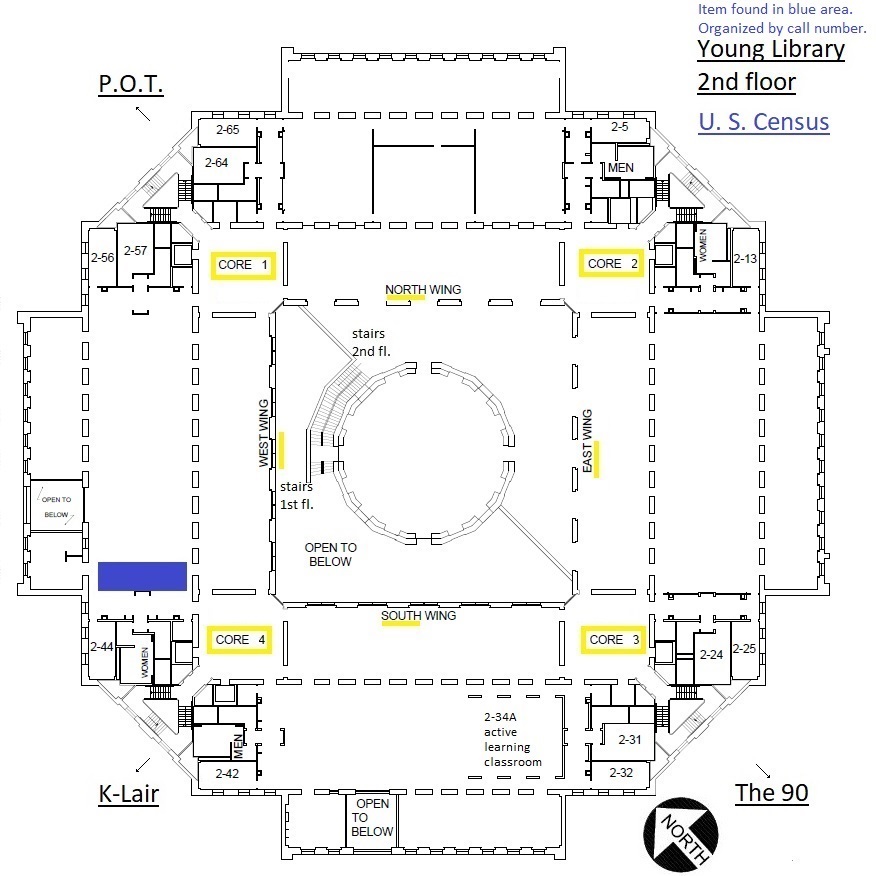 Item found in blue area.
Organized by call number.
Young Library
2nd floor
U. S. Census
P.O.T.
2-65
2-64
2-5
MEN
2-56
2-57
WOMEN
2-13
CORE 1
CORE 2
NORTH WING
stairs
2nd fl.
WEST WING
EAST WING
stairs
1st fl.
OPEN TO
BELOW
OPEN TO
BELOW
SOUTH WING
CORE 4
CORE 3
2-44
WOMEN
2-24
2-25
2-34A
active
learning
classroom
MEN
2-31
2-42
2-32
K-Lair
OPEN
TO
BELOW
The 90
NORTH